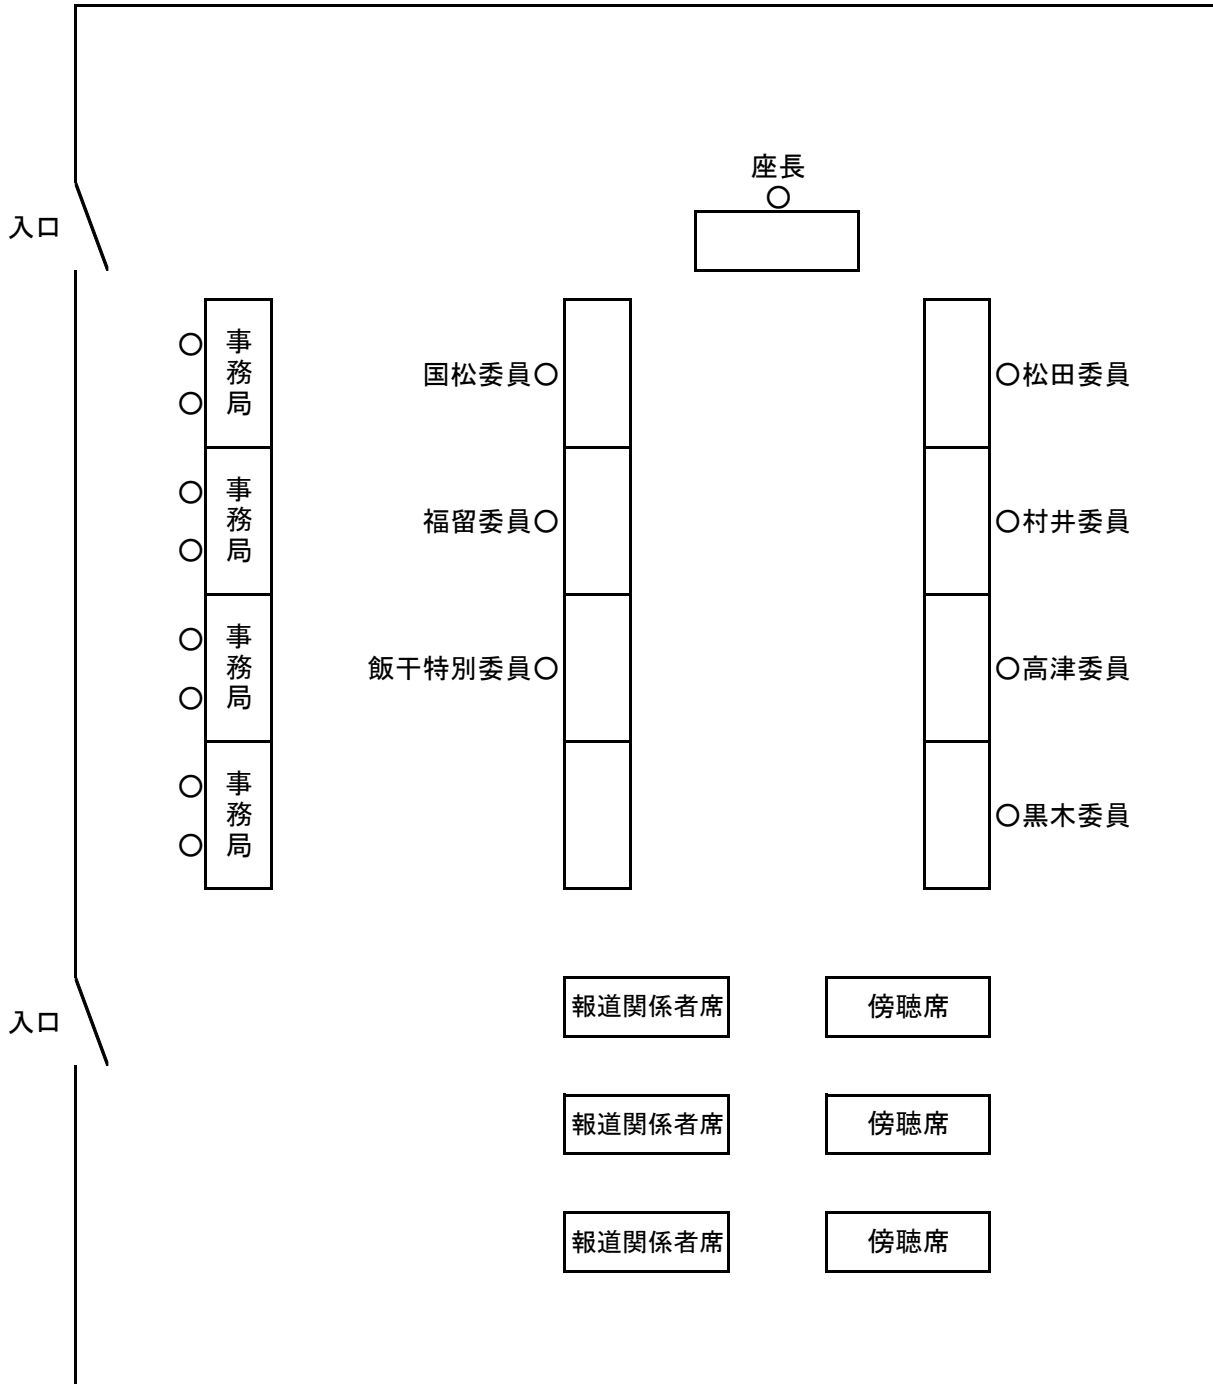 座長
入口
事務局
国松委員
松田委員
事務局
福留委員
村井委員
事務局
飯干特別委員
高津委員
事務局
黒木委員
報道関係者席
傍聴席
入口
報道関係者席
傍聴席
報道関係者席
傍聴席